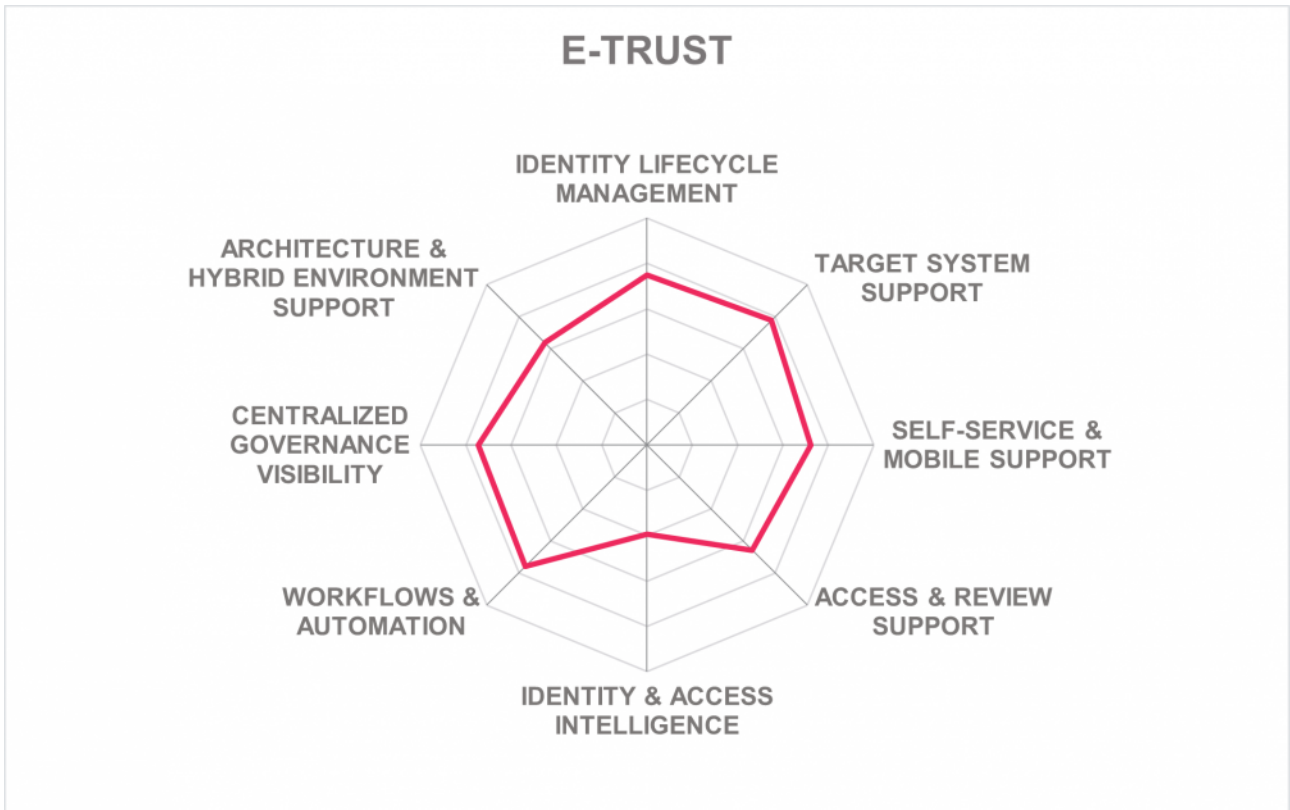 E-TRUST
IDENTITY LIFECYCLE
MANAGEMENT
ARCHITECTURE &
HYBRID ENVIRONMENT
SUPPORT
TARGET SYSTEM
SUPPORT
CENTRALIZED
GOVERNANCE
VISIBILITY
SELF-SERVICE &
MOBILE SUPPORT
WORKFLOWS &
AUTOMATION
ACCESS & REVIEW
SUPPORT
IDENTITY & ACCESS
INTELLIGENCE